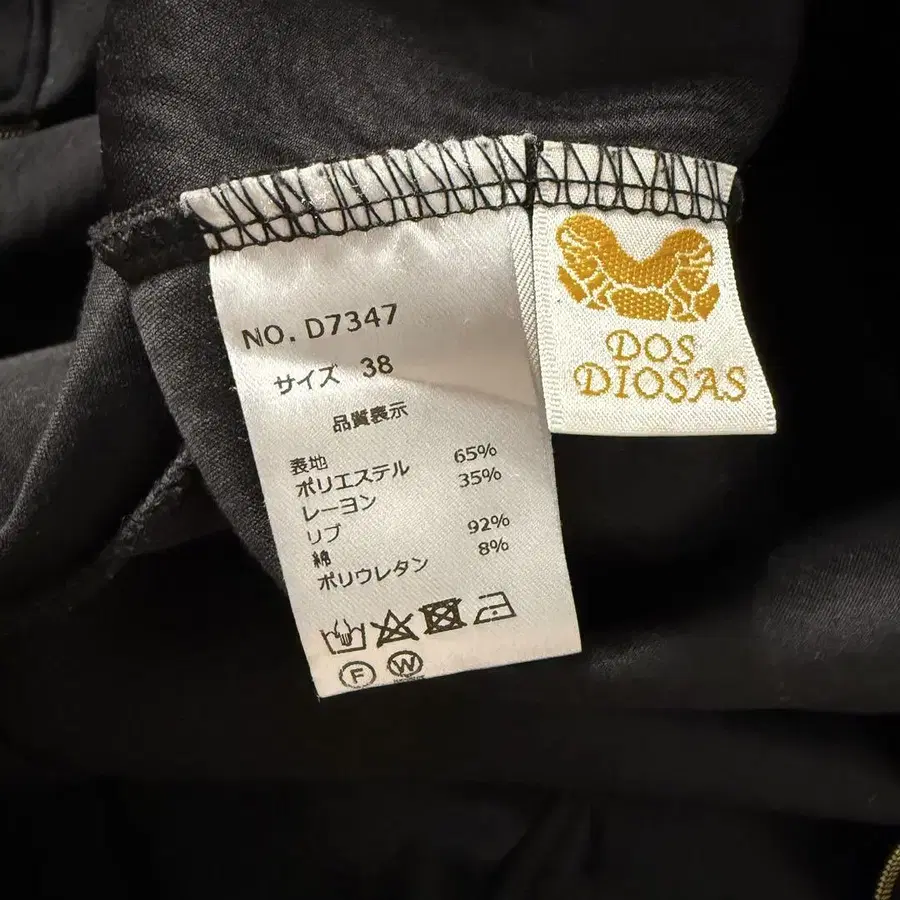 NO. D7347
サイズ 38
品質表示
表地
ポリエステル 65%
レーヨン 35%
リブ
綿 92%
ポリウレタン 8%
F W
DOS
DIOSAS